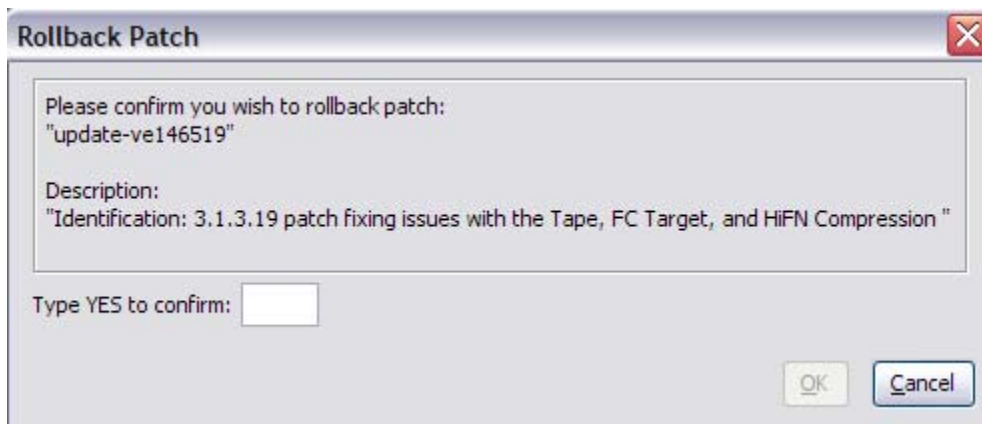 Rollback Patch
Please confirm you wish to rollback patch:
"update-ve146519"
Description:
"Identification: 3.1.3.19 patch fixing issues with the Tape, FC Target, and HiFN Compression "
Type YES to confirm:
OK
Cancel